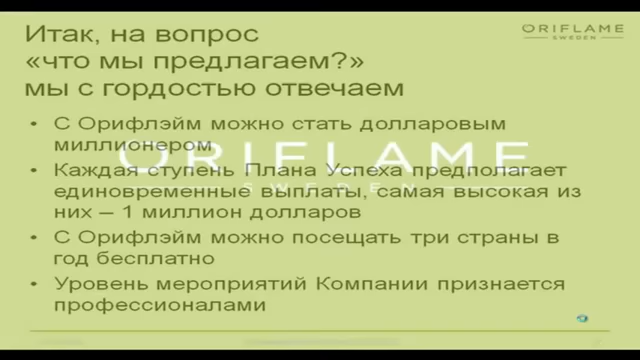 Итак, на вопрос
«что мы предлагаем?»
мы с гордостью отвечаем
ORIFLAME
SWEDEN
• С Орифлэйм можно стать долларовым
миллионером
ORIFLAME
SWEDEN
• Каждая ступень Плана Успеха предполагает
единовременные выплаты, самая высокая из
них – 1 миллион долларов
• С Орифлэйм можно посещать три страны в
год бесплатно
• Уровень мероприятий Компании признается
профессионалами